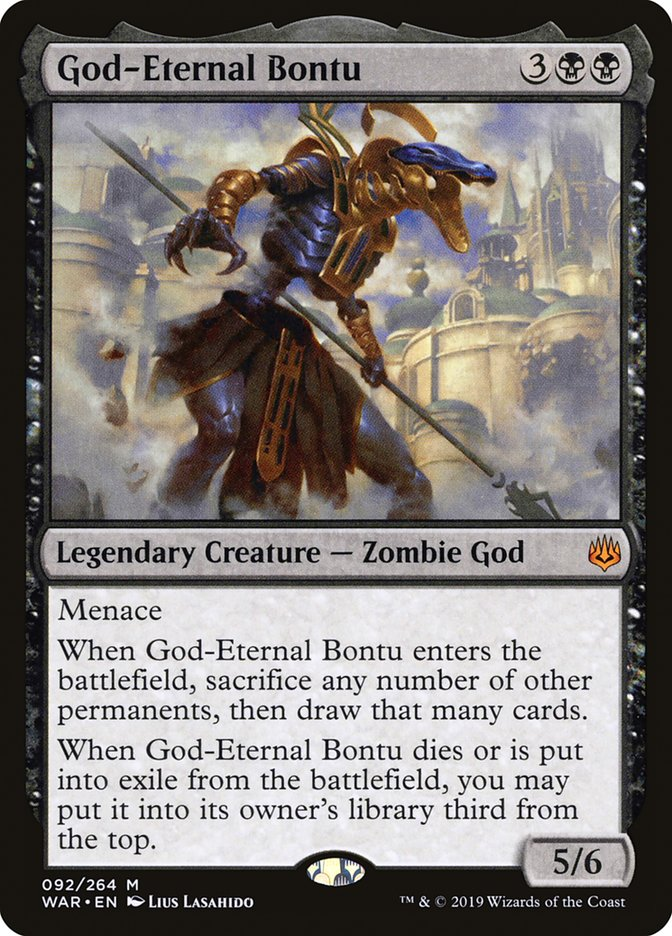 God-Eternal Bontu 3
Legendary Creature — Zombie God
Menace
When God-Eternal Bontu enters the
battlefield, sacrifice any number of other
permanents, then draw that many cards.
When God-Eternal Bontu dies or is put
into exile from the battlefield, you may
put it into its owner's library third from
the top.
5/6
092/264 M
WAR • EN Lius Lasahido
™ & © 2019 Wizards of the Coast